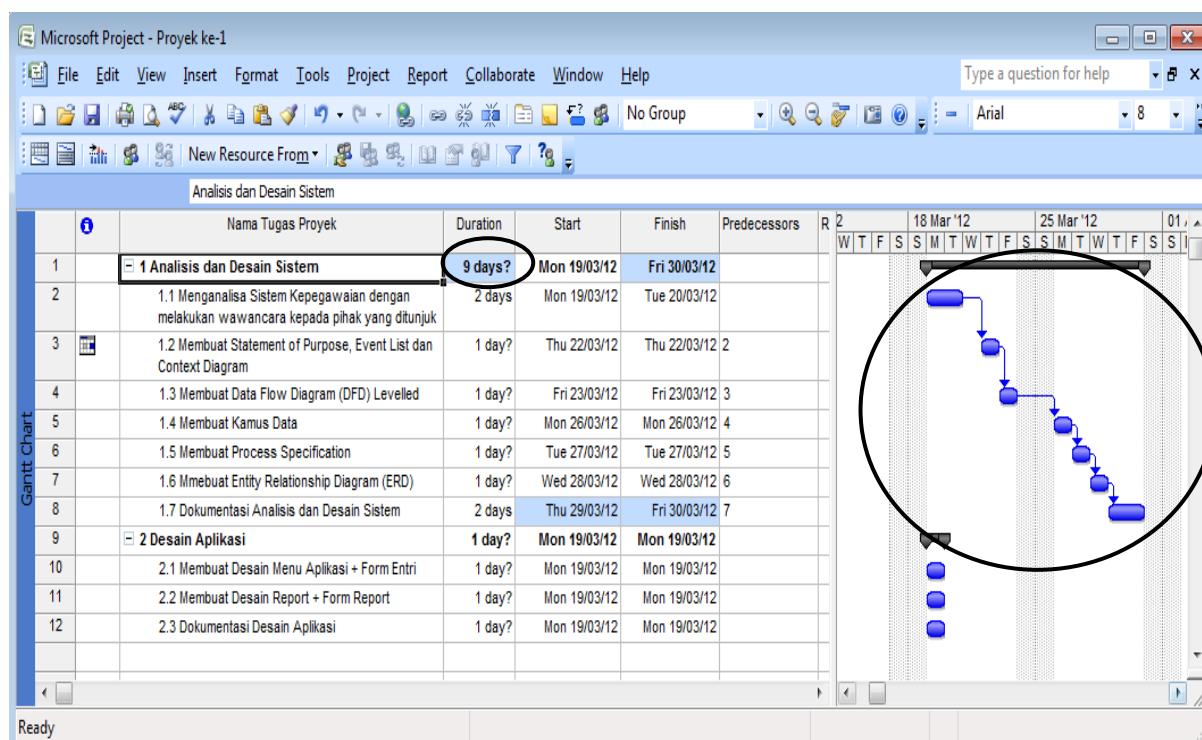 Microsoft Project - Proyek ke-1
File Edit View Insert Format Tools Project Report Collaborate Window Help
Type a question for help
No Group
Arial
8
New Resource From
Analisis dan Desain Sistem
Nama Tugas Proyek Duration Start Finish Predecessors R
2 18 Mar '12 25 Mar '12 01
W T F S S M T W T F S S M T W T F S S
1 1 Analisis dan Desain Sistem 9 days? Mon 19/03/12 Fri 30/03/12
2 1.1 Menganalisa Sistem Kepegawaian dengan 2 days Mon 19/03/12 Tue 20/03/12
melakukan wawancara kepada pihak yang ditunjuk
3 1.2 Membuat Statement of Purpose, Event List dan 1 day? Thu 22/03/12 Thu 22/03/12 2
Context Diagram
4 1.3 Membuat Data Flow Diagram (DFD) Levelled 1 day? Fri 23/03/12 Fri 23/03/12 3
5 1.4 Membuat Kamus Data 1 day? Mon 26/03/12 Mon 26/03/12 4
6 1.5 Membuat Process Specification 1 day? Tue 27/03/12 Tue 27/03/12 5
7 1.6 Mmebuat Entity Relationship Diagram (ERD) 1 day? Wed 28/03/12 Wed 28/03/12 6
8 1.7 Dokumentasi Analisis dan Desain Sistem 2 days Thu 29/03/12 Fri 30/03/12 7
9 2 Desain Aplikasi 1 day? Mon 19/03/12 Mon 19/03/12
10 2.1 Membuat Desain Menu Aplikasi + Form Entri 1 day? Mon 19/03/12 Mon 19/03/12
11 2.2 Membuat Desain Report + Form Report 1 day? Mon 19/03/12 Mon 19/03/12
12 2.3 Dokumentasi Desain Aplikasi 1 day? Mon 19/03/12 Mon 19/03/12
Gantt Chart
Ready